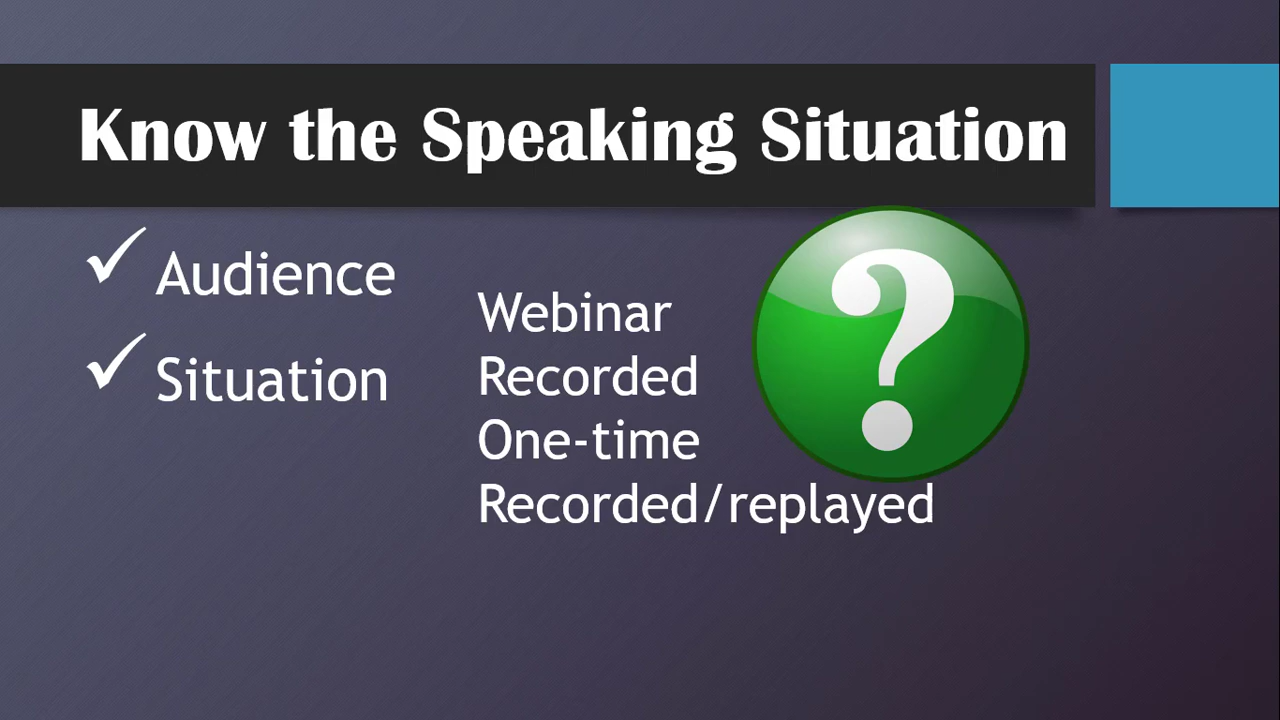 Know the Speaking Situation
Audience
Situation
Webinar
Recorded
One-time
Recorded/replayed
?